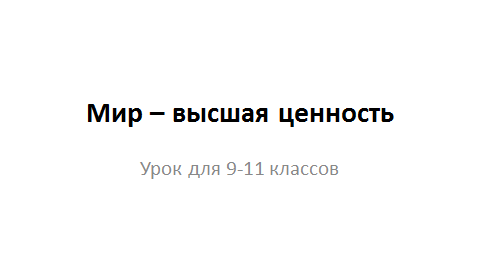 Мир – высшая ценность
Урок для 9-11 классов